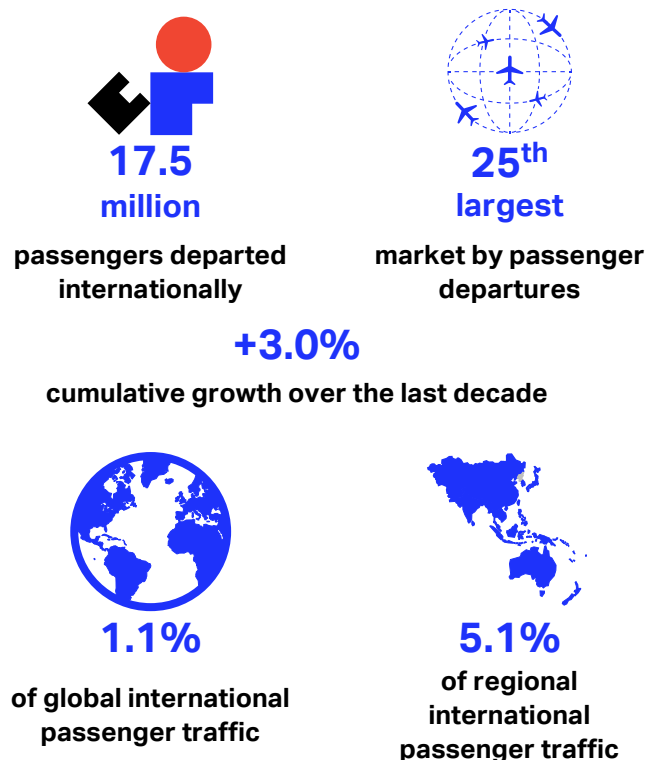 17.5
million
passengers departed
internationally
25th
largest
market by passenger
departures
+3.0%
cumulative growth over the last decade
1.1%
of global international
passenger traffic
5.1%
of regional
international
passenger traffic